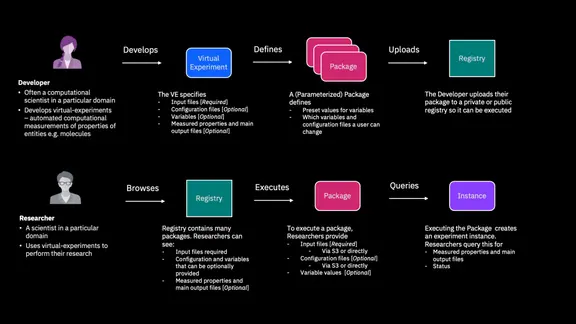 Develops
Defines
Uploads
Virtual
Experiment
Package
Registry
Developer
• Often a computational
scientist in a particular
domain
• Develops virtual-experiments
– automated computational
measurements of properties of
entities e.g. molecules
The VE specifies
- Input files [Required]
- Configuration files [Optional]
- Variables [Optional]
- Measured properties and main
output files [Optional]
A (Parameterized) Package
defines
- Preset values for variables
- Which variables and
configuration files a user can
change
The Developer uploads their
package to a private or public
registry so it can be executed
Browses
Executes
Queries
Registry
Package
Instance
Researcher
• A scientist in a particular
domain
• Uses virtual-experiments to
perform their research
Registry contains many
packages. Researchers can
see:
- Input files required
- Configuration and variables
that can be optionally
provided
- Measured properties and
main output files [Optional]
To execute a package,
Researchers provide
- Input files [Required]
- Via S3 or directly
- Configuration files [Optional]
- Via S3 or directly
- Variable values [Optional]
Executing the Package creates
an experiment instance.
Researchers query this for
- Measured properties and main
output files
- Status